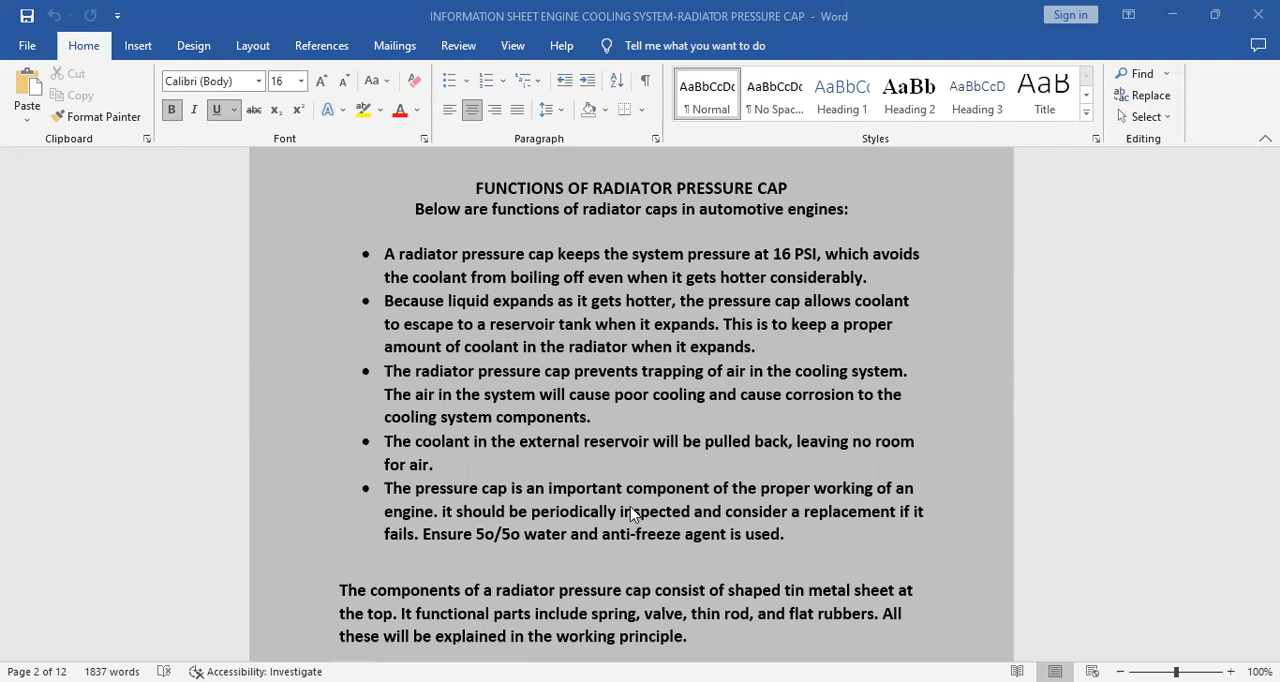 INFORMATION SHEET ENGINE COOLING SYSTEM-RADIATOR PRESSURE CAP - Word
Sign in
File Home Insert Design Layout References Mailings Review View Help Tell me what you want to do
Paste
Cut
Copy
Format Painter
Clipboard
Calibri (Body) 16
Aa
B I U abc x₂ x² A A
Font
Paragraph
AaBbCcDc AaBbCcDc AaBbCc AaBbC AaBbCcD AaB
¶ Normal ¶ No Spac... Heading 1 Heading 2 Heading 3 Title
Styles
Find
Replace
Select
Editing
FUNCTIONS OF RADIATOR PRESSURE CAP
Below are functions of radiator caps in automotive engines:
• A radiator pressure cap keeps the system pressure at 16 PSI, which avoids
the coolant from boiling off even when it gets hotter considerably.
• Because liquid expands as it gets hotter, the pressure cap allows coolant
to escape to a reservoir tank when it expands. This is to keep a proper
amount of coolant in the radiator when it expands.
• The radiator pressure cap prevents trapping of air in the cooling system.
The air in the system will cause poor cooling and cause corrosion to the
cooling system components.
• The coolant in the external reservoir will be pulled back, leaving no room
for air.
• The pressure cap is an important component of the proper working of an
engine. it should be periodically inspected and consider a replacement if it
fails. Ensure 5o/5o water and anti-freeze agent is used.
The components of a radiator pressure cap consist of shaped tin metal sheet at
the top. It functional parts include spring, valve, thin rod, and flat rubbers. All
these will be explained in the working principle.
Page 2 of 12 1837 words Accessibility: Investigate 100%